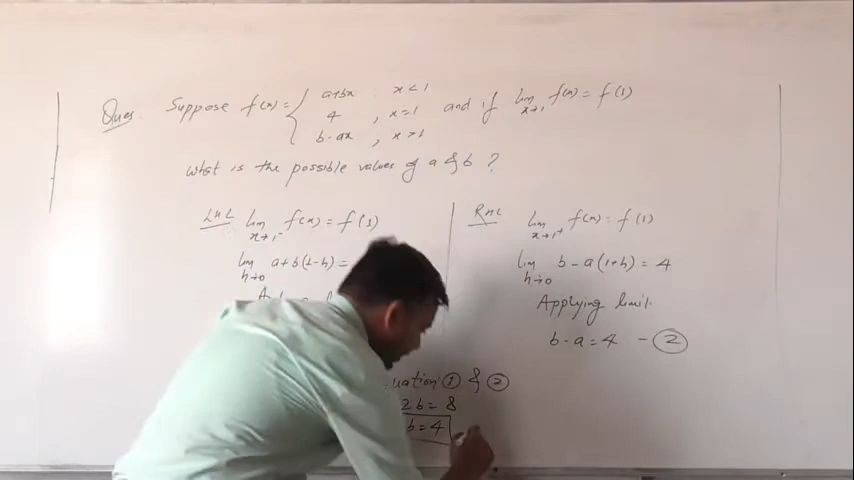 Ques. Suppose f(x) = { a+bx , x<1
4 , x=1
b-ax , x>1
and if lim x→1 f(x) = f(1)
What is the possible values of a & b ?
LHL lim x→1⁻ f(x) = f(1)
lim h→0 a+b(1-h) =
RHL lim x→1⁺ f(x) = f(1)
lim h→0 b-a(1+h) = 4
Applying limit.
b-a=4 - ②
uation ① & ②
2b = 8
b = 4